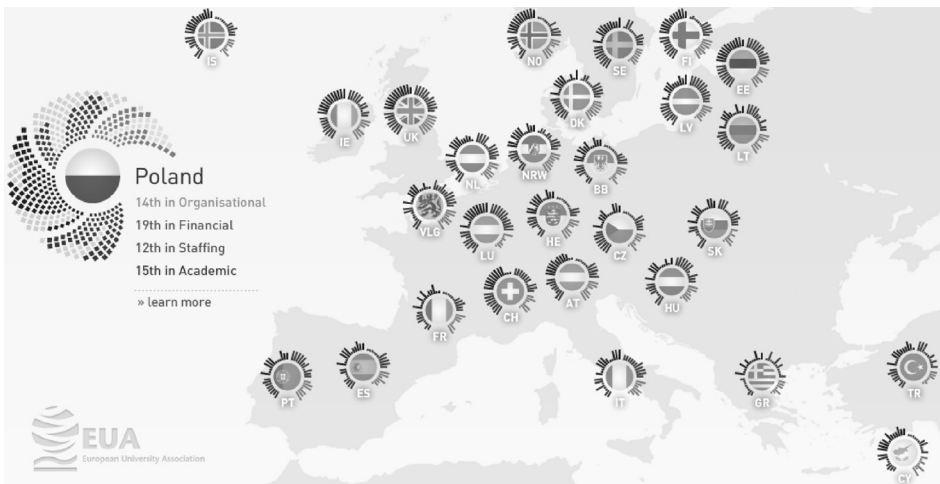 IS
NO
SE
FI
EE
IE
UK
DK
LV
LT
NL
NRW
BB
VLG
LU
HE
CZ
SK
Poland
14th in Organisational
19th in Financial
12th in Staffing
15th in Academic
» learn more
FR
CH
AT
HU
PT
ES
IT
GR
TR
CY
EUA
European University Association